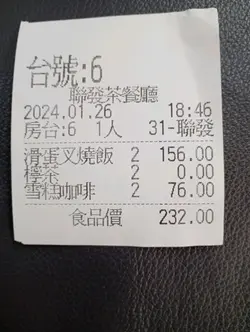 台號:6
聯發茶餐廳
2024.01.26 18:46
房台:6 1人 31-聯發
滑蛋叉燒飯 2 156.00
檸茶 2 0.00
雪糕咖啡 2 76.00
食品價 232.00